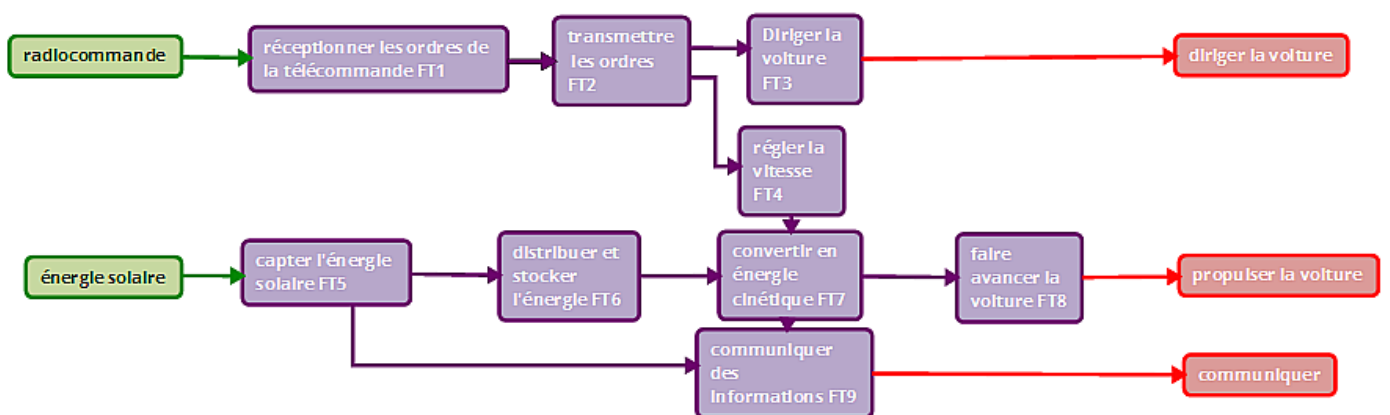 radiocommande
réceptionner les ordres de
la télécommande FT1
transmettre
les ordres
FT2
Diriger la
voiture
FT3
diriger la voiture
régler la
vitesse
FT4
énergie solaire
capter l'énergie
solaire FT5
distribuer et
stocker
l'énergie FT6
convertir en
énergie
cinétique FT7
faire
avancer la
voiture FT8
propulser la voiture
communiquer
des
informations FT9
communiquer